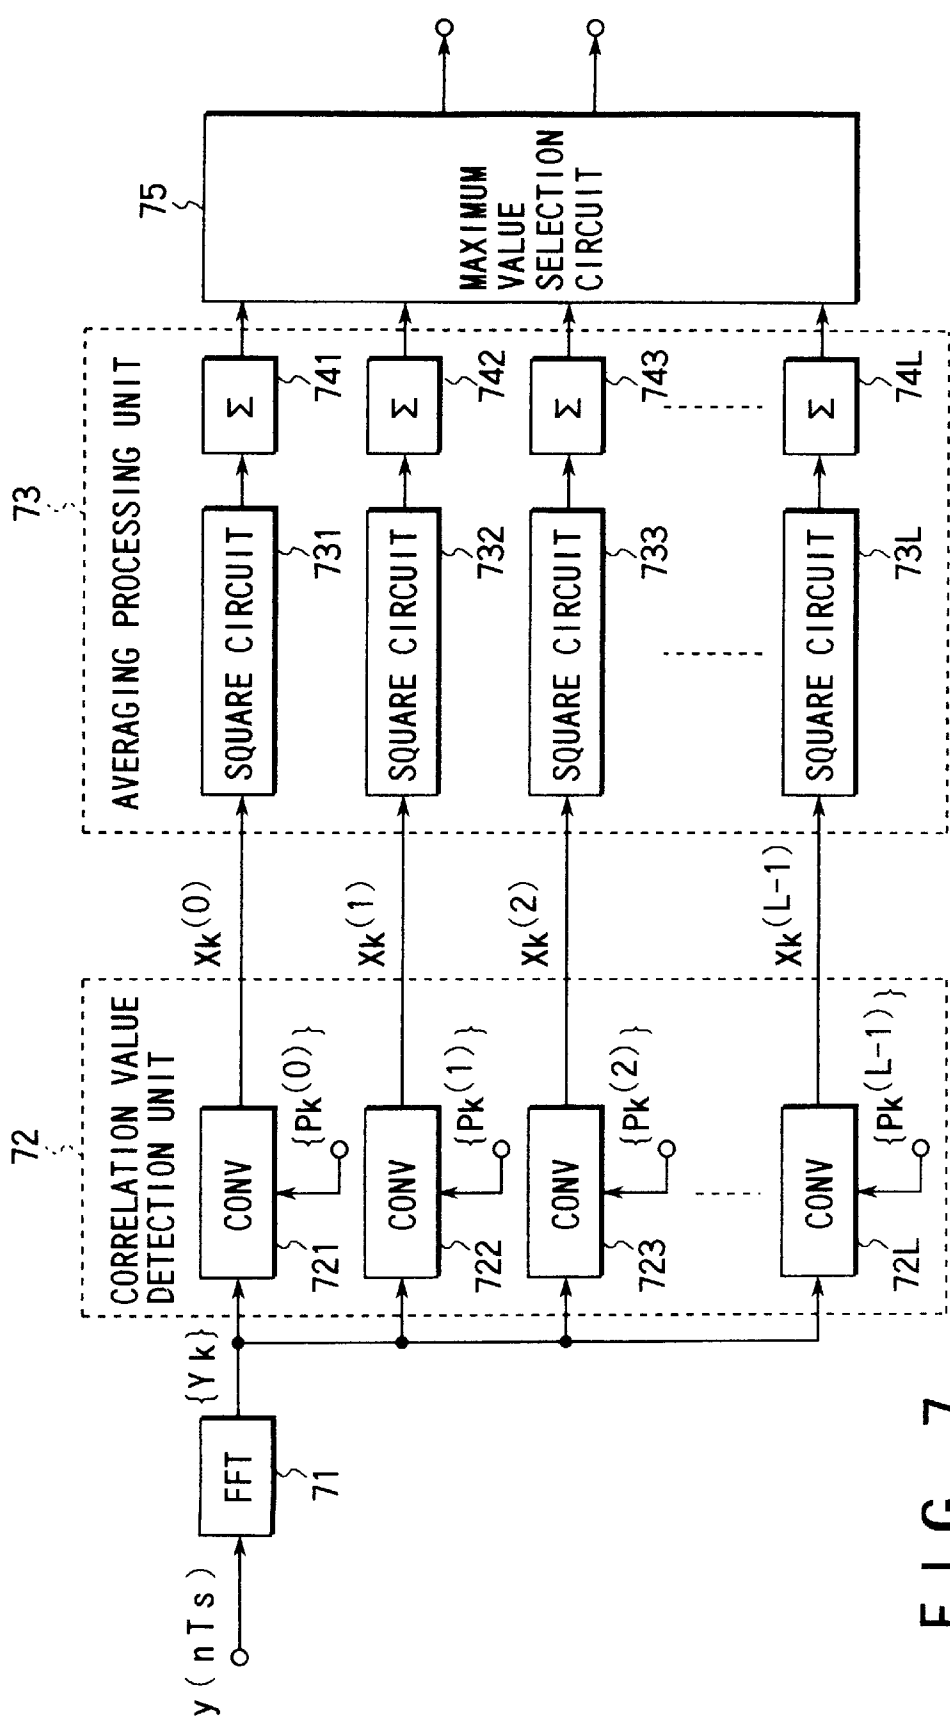 y(nTs)
FFT
71
{Yk}
72
CORRELATION VALUE
DETECTION UNIT
CONV
721
{Pk(0)}
CONV
722
{Pk(1)}
CONV
723
{Pk(2)}
CONV
72L
{Pk(L-1)}
Xk(0)
Xk(1)
Xk(2)
Xk(L-1)
73
AVERAGING PROCESSING UNIT
SQUARE CIRCUIT
731
Σ
741
SQUARE CIRCUIT
732
Σ
742
SQUARE CIRCUIT
733
Σ
743
SQUARE CIRCUIT
73L
Σ
74L
75
MAXIMUM
VALUE
SELECTION
CIRCUIT
FIG. 7